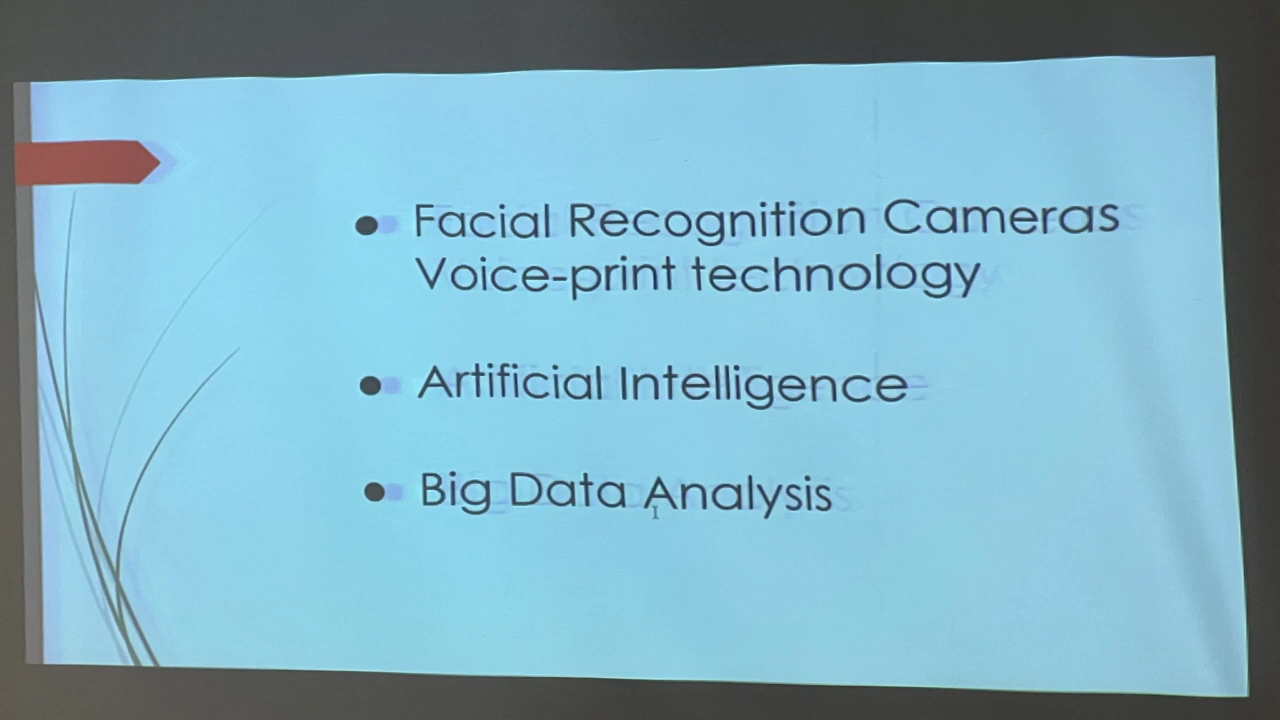 • Facial Recognition Cameras
Voice-print technology
• Artificial Intelligence
• Big Data Analysis